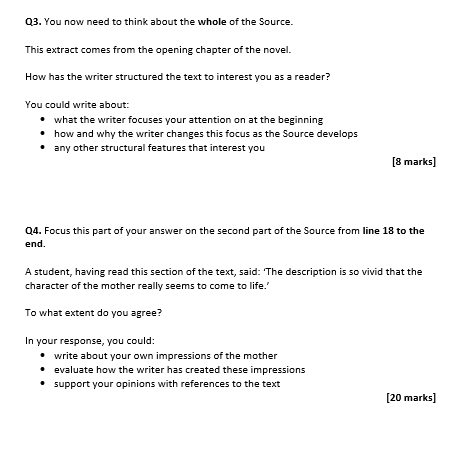 Q3. You now need to think about the whole of the Source.
This extract comes from the opening chapter of the novel.
How has the writer structured the text to interest you as a reader?
You could write about:
• what the writer focuses your attention on at the beginning
• how and why the writer changes this focus as the Source develops
• any other structural features that interest you
[8 marks]
Q4. Focus this part of your answer on the second part of the Source from line 18 to the
end.
A student, having read this section of the text, said: ‘The description is so vivid that the
character of the mother really seems to come to life.’
To what extent do you agree?
In your response, you could:
• write about your own impressions of the mother
• evaluate how the writer has created these impressions
• support your opinions with references to the text
[20 marks]